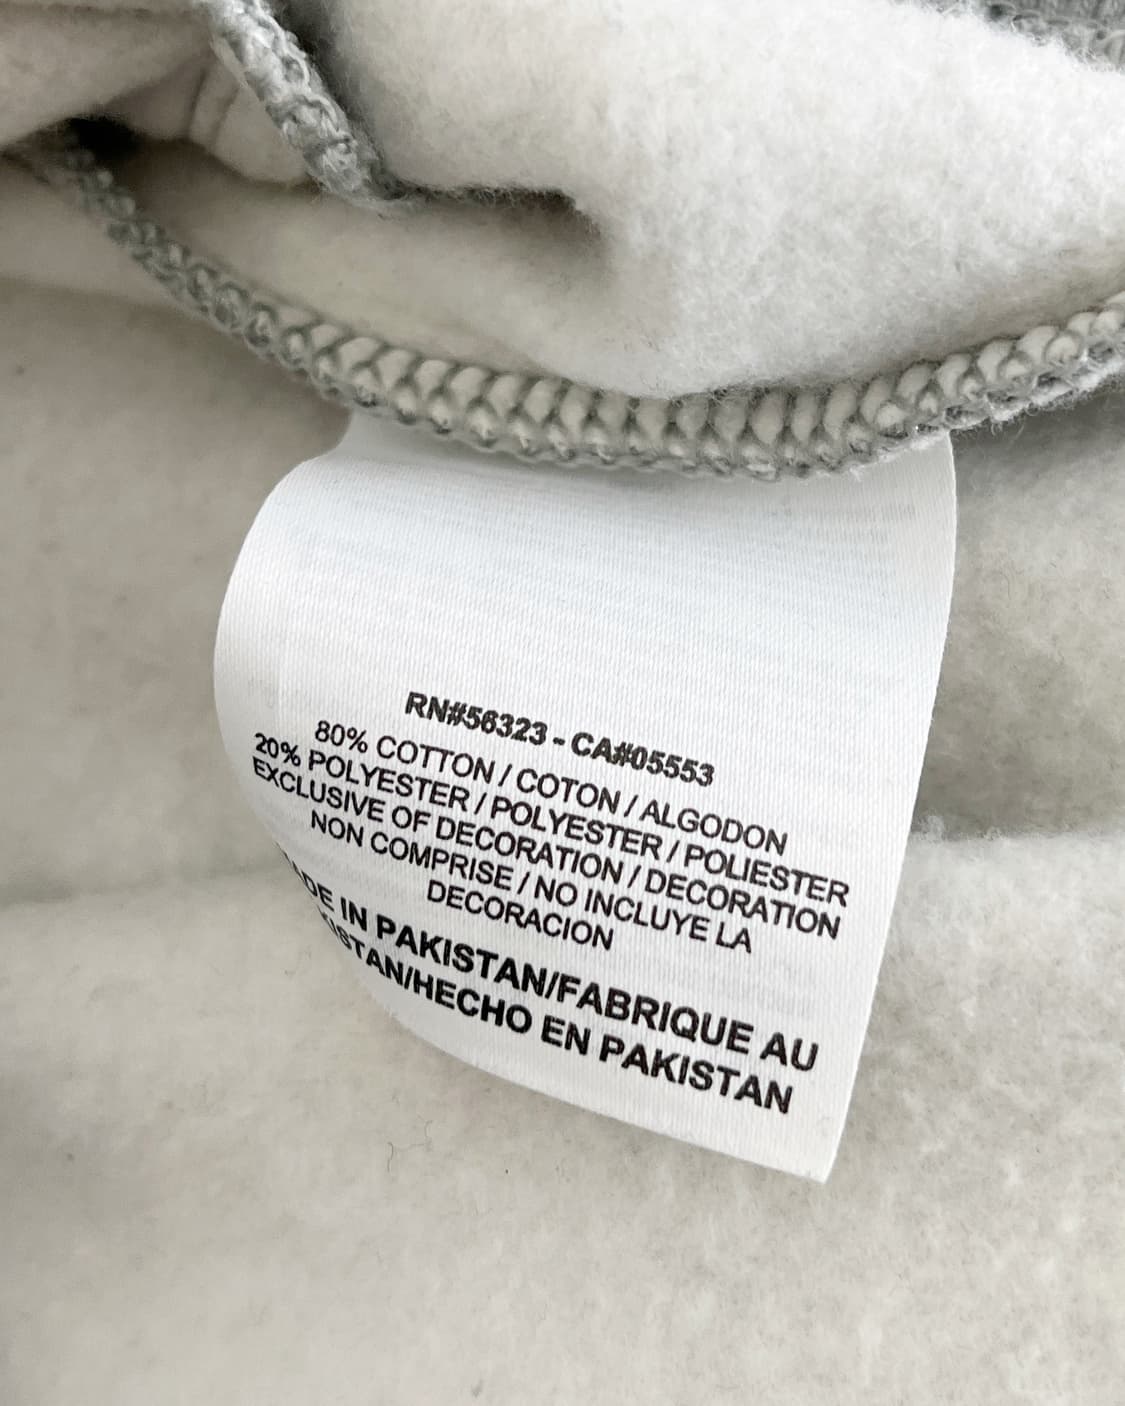 RN#56323 - CA#05553
80% COTTON / COTON / ALGODON
20% POLYESTER / POLYESTER / POLIESTER
EXCLUSIVE OF DECORATION / DECORATION
NON COMPRISE / NO INCLUYE LA
DECORACION
IN PAKISTAN/FABRIQUE AU
HECHO EN PAKISTAN